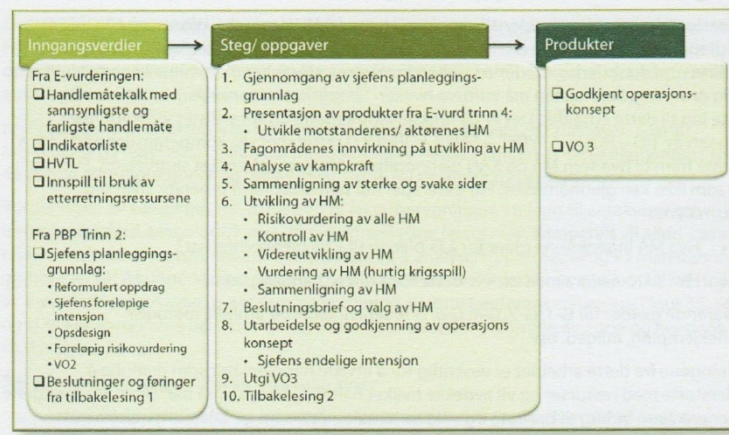 Inngangsverdier
Fra E-vurderingen:
❑ Handlemåtekalk med
sannsynligste og
farligste handlemåte
❑ Indikatorliste
❑ HVTL
❑ Innspill til bruk av
etterretningsressursene
Fra PBP Trinn 2:
❑ Sjefens planleggings-
grunnlag:
• Reformulert oppdrag
• Sjefens foreløpige
intensjon
• Opsdesign
• Foreløpig risikovurdering
• VO2
❑ Beslutninger og føringer
fra tilbakelesing 1
Steg/ oppgaver
1. Gjennomgang av sjefens planleggings-
grunnlag
2. Presentasjon av produkter fra E-vurd trinn 4:
• Utvikle motstanderens/ aktørenes HM
3. Fagområdenes innvirkning på utvikling av HM
4. Analyse av kampkraft
5. Sammenligning av sterke og svake sider
6. Utvikling av HM:
• Risikovurdering av alle HM
• Kontroll av HM
• Videreutvikling av HM
• Vurdering av HM (hurtig krigsspill)
• Sammenligning av HM
7. Beslutningsbrief og valg av HM
8. Utarbeidelse og godkjenning av operasjons
konsept
• Sjefens endelige intensjon
9. Utgi VO3
10. Tilbakelesing 2
Produkter
❑ Godkjent operasjons-
konsept
❑ VO 3